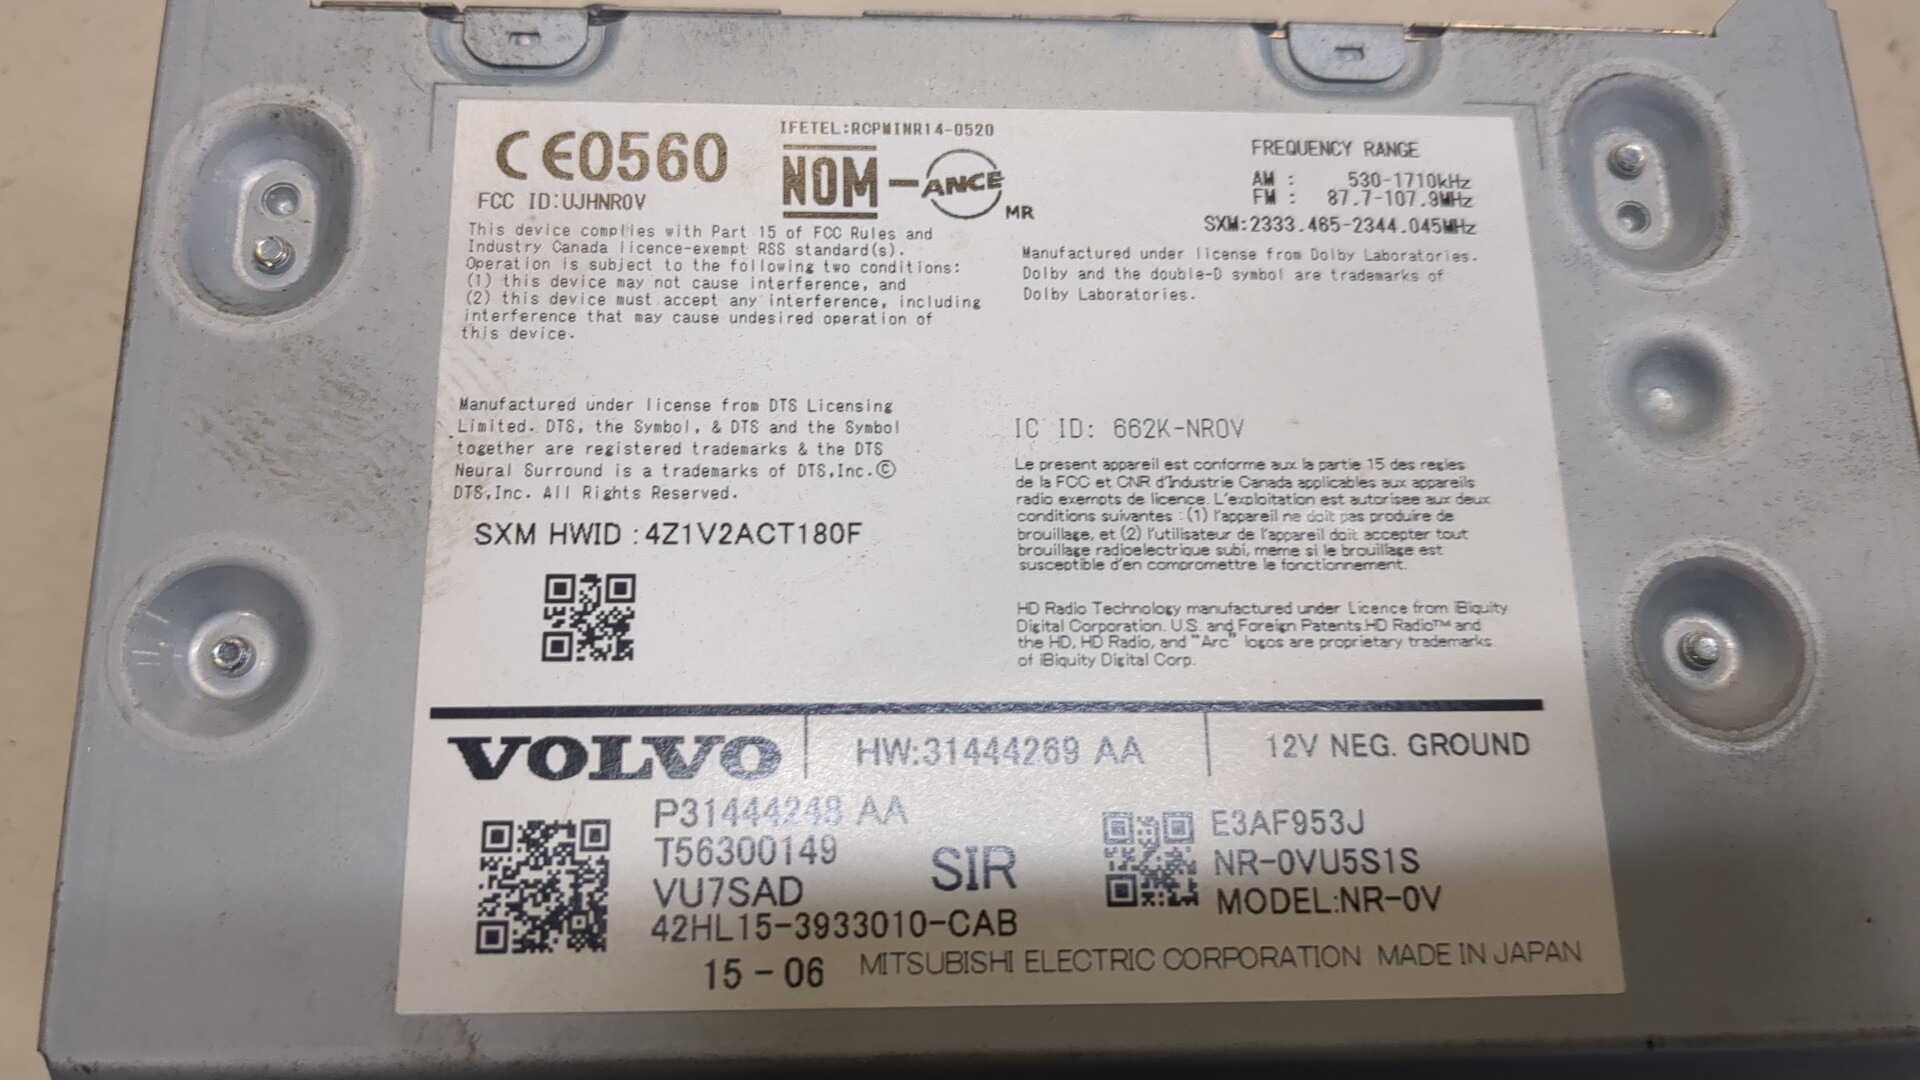 CE0560
FCC ID:UJHNR0V
IFETEL:RCPMINR14-0520
NOM-ANCE MR
FREQUENCY RANGE
AM : 530-1710kHz
FM : 87.7-107.9MHz
SXM:2333.465-2344.045MHz
This device complies with Part 15 of FCC Rules and
Industry Canada licence-exempt RSS standard(s).
Operation is subject to the following two conditions:
(1) this device may not cause interference, and
(2) this device must accept any interference, including
interference that may cause undesired operation of
this device.
Manufactured under license from Dolby Laboratories.
Dolby and the double-D symbol are trademarks of
Dolby Laboratories.
Manufactured under license from DTS Licensing
Limited. DTS, the Symbol, & DTS and the Symbol
together are registered trademarks & the DTS
Neural Surround is a trademarks of DTS,Inc.©
DTS,Inc. All Rights Reserved.
SXM HWID : 4Z1V2ACT180F
IC ID: 662K-NR0V
Le present appareil est conforme aux la partie 15 des regles
de la FCC et CNR d'Industrie Canada applicables aux appareils
radio exempts de licence. L'exploitation est autorisee aux deux
conditions suivantes : (1) l'appareil ne doit pas produire de
brouillage, et (2) l'utilisateur de l'appareil doit accepter tout
brouillage radioelectrique subi, meme si le brouillage est
susceptible d'en compromettre le fonctionnement.
HD Radio Technology manufactured under Licence from iBiquity
Digital Corporation. U.S. and Foreign Patents.HD Radio™ and
the HD, HD Radio, and "Arc" logos are proprietary trademarks
of iBiquity Digital Corp.
VOLVO
HW:31444269 AA
12V NEG. GROUND
P31444248 AA
T56300149
VU7SAD
SIR
42HL15-3933010-CAB
15-06
E3AF953J
NR-0VU5S1S
MODEL:NR-0V
MITSUBISHI ELECTRIC CORPORATION MADE IN JAPAN